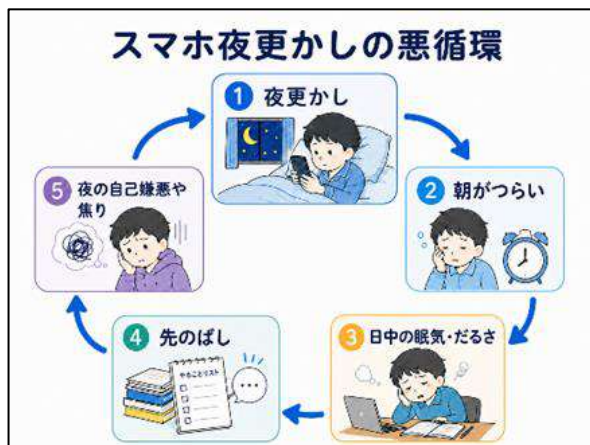 スマホ夜更かしの悪循環
1 夜更かし
2 朝がつらい
3 日中の眠気・だるさ
4 先のばし
やることリスト
...
5 夜の自己嫌悪や
焦り